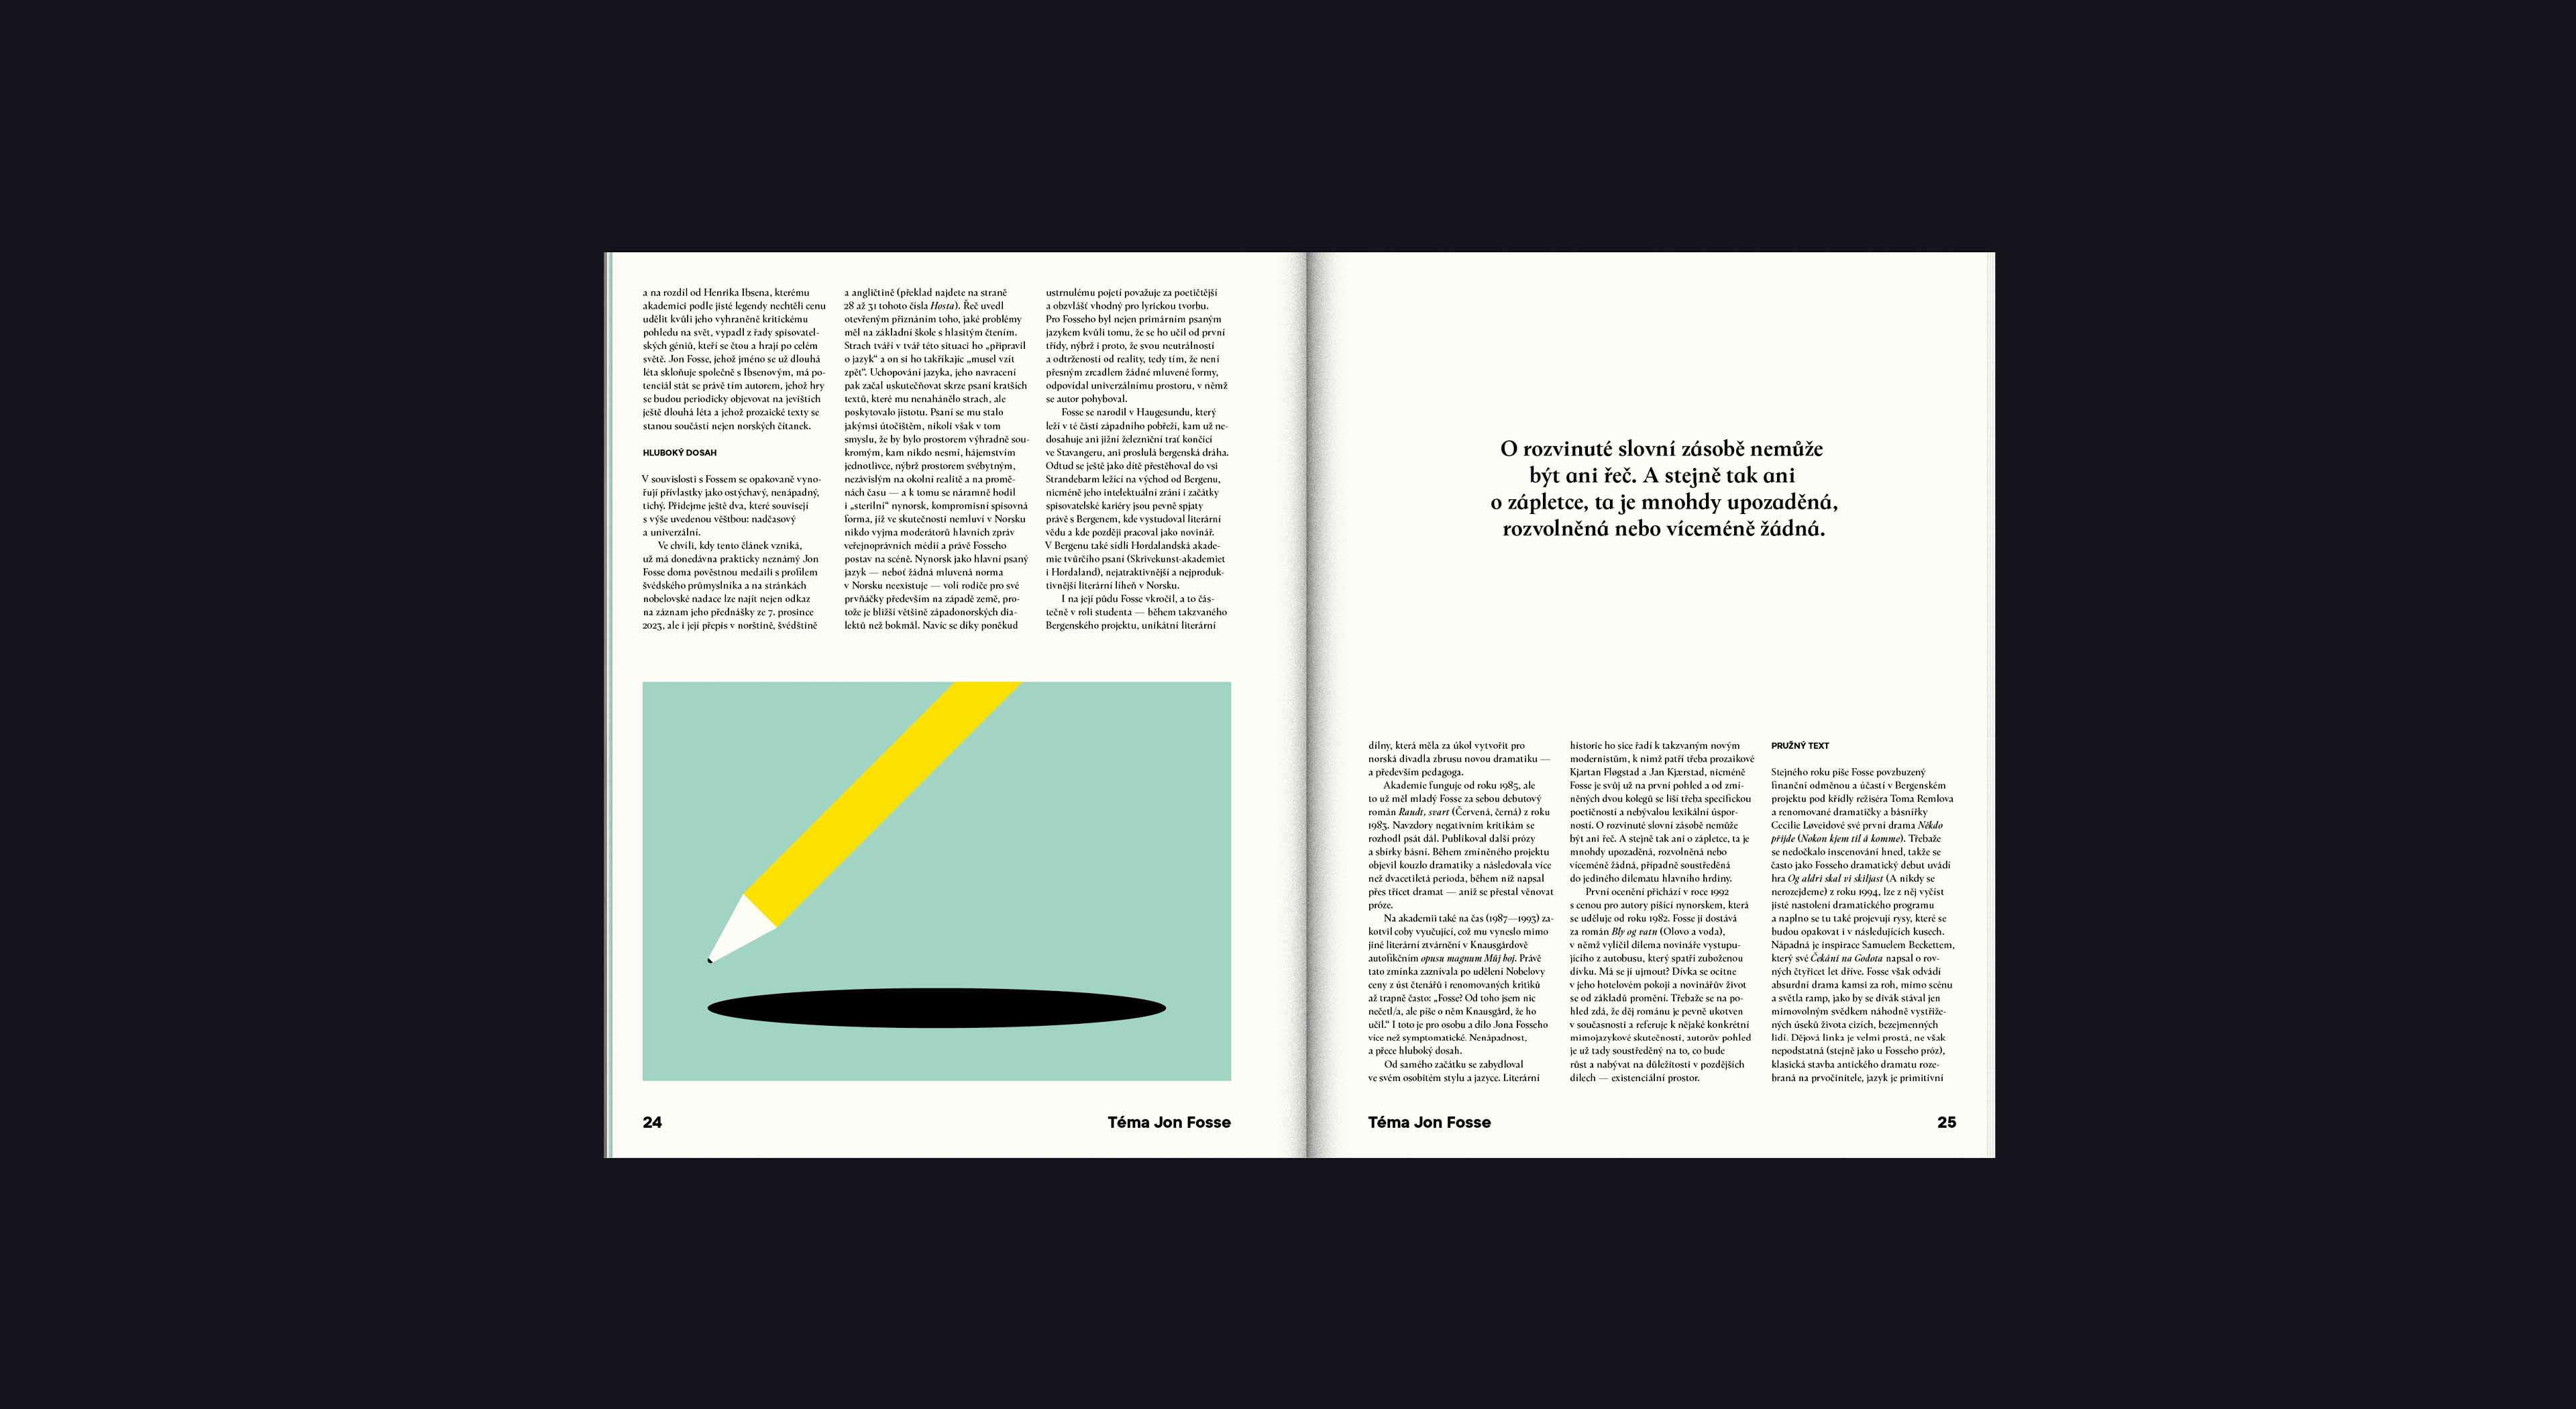 a na rozdíl od Henrika Ibsena, kterému
akademici podle jisté legendy nechtěli cenu
udělit kvůli jeho vyhraněně kritickému
pohledu na svět, vypadl z řady spisovatel-
ských géniů, kteří se čtou a hrají po celém
světě. Jon Fosse, jehož jméno se už dlouhá
léta skloňuje společně s Ibsenovým, má po-
tenciál stát se právě tím autorem, jehož hry
se budou periodicky objevovat na jevištích
ještě dlouhá léta a jehož prozaické texty se
stanou součástí nejen norských čítanek.
HLUBOKÝ DOSAH
V souvislosti s Fossem se opakovaně vyno-
řují přívlastky jako ostýchavý, nenápadný,
tichý. Přidejme ještě dva, které souvisejí
s výše uvedenou věštbou: nadčasový
a univerzální.
Ve chvíli, kdy tento článek vzniká,
už má donedávna prakticky neznámý Jon
Fosse doma pověstnou medaili s profilem
švédského průmyslníka a na stránkách
nobelovské nadace lze najít nejen odkaz
na záznam jeho přednášky ze 7. prosince
2023, ale i její přepis v norštině, švédštině
a angličtině (překlad najdete na straně
28 až 31 tohoto čísla Hosta). Řeč uvedl
otevřeným přiznáním toho, jaké problémy
měl na základní škole s hlasitým čtením.
Strach tváří v tvář této situaci ho „připravil
o jazyk“ a on si ho takříkajíc „musel vzít
zpět“. Uchopování jazyka, jeho navracení
pak začal uskutečňovat skrze psaní kratších
textů, které mu nenahánělo strach, ale
poskytovalo jistotu. Psaní se mu stalo
jakýmsi útočištěm, nikoli však v tom
smyslu, že by bylo prostorem výhradně sou-
kromým, kam nikdo nesmí, hájemstvím
jednotlivce, nýbrž prostorem svébytným,
nezávislým na okolní realitě a na promě-
nách času — a k tomu se náramně hodil
i „sterilní“ nynorsk, kompromisní spisovná
forma, jíž ve skutečnosti nemluví v Norsku
nikdo vyjma moderátorů hlavních zpráv
veřejnoprávních médií a právě Fosseho
postav na scéně. Nynorsk jako hlavní psaný
jazyk — neboť žádná mluvená norma
v Norsku neexistuje — volí rodiče pro své
prvňáčky především na západě země, pro-
tože je bližší většině západonorských dia-
lektů než bokmål. Navíc se díky poněkud
ustrnulému pojetí považuje za poetičtější
a obzvlášť vhodný pro lyrickou tvorbu.
Pro Fosseho byl nejen primárním psaným
jazykem kvůli tomu, že se ho učil od první
třídy, nýbrž i proto, že svou neutrálností
a odtržeností od reality, tedy tím, že není
přesným zrcadlem žádné mluvené formy,
odpovídal univerzálnímu prostoru, v němž
se autor pohyboval.
Fosse se narodil v Haugesundu, který
leží v té části západního pobřeží, kam už ne-
dosahuje ani jižní železniční trať končící
ve Stavangeru, ani proslulá bergenská dráha.
Odtud se ještě jako dítě přestěhoval do vsi
Strandebarm ležící na východ od Bergenu,
nicméně jeho intelektuální zrání i začátky
spisovatelské kariéry jsou pevně spjaty
právě s Bergenem, kde vystudoval literární
vědu a kde později pracoval jako novinář.
V Bergenu také sídlí Hordalandská akade-
mie tvůrčího psaní (Skrivekunst-akademiet
i Hordaland), nejatraktivnější a nejproduk-
tivnější literární líheň v Norsku.
I na její půdu Fosse vkročil, a to čás-
tečně v roli studenta — během takzvaného
Bergenského projektu, unikátní literární
24
Téma Jon Fosse
O rozvinuté slovní zásobě nemůže
být ani řeč. A stejně tak ani
o zápletce, ta je mnohdy upozaděná,
rozvolněná nebo víceméně žádná.
dílny, která měla za úkol vytvořit pro
norská divadla zbrusu novou dramatiku —
a především pedagoga.
Akademie funguje od roku 1985, ale
to už měl mladý Fosse za sebou debutový
román Raudt, svart (Červená, černá) z roku
1983. Navzdory negativním kritikám se
rozhodl psát dál. Publikoval další prózy
a sbírky básní. Během zmíněného projektu
objevil kouzlo dramatiky a následovala více
než dvacetiletá perioda, během níž napsal
přes třicet dramat — aniž se přestal věnovat
próze.
Na akademii také na čas (1987—1993) za-
kotvil coby vyučující, což mu vyneslo mimo
jiné literární ztvárnění v Knausgårdově
autofikčním opusu magnum Můj boj. Právě
tato zmínka zaznívala po udělení Nobelovy
ceny z úst čtenářů i renomovaných kritiků
až trapně často: „Fosse? Od toho jsem nic
nečetl/a, ale píše o něm Knausgård, že ho
učil.“ I toto je pro osobu a dílo Jona Fosseho
více než symptomatické. Nenápadnost,
a přece hluboký dosah.
Od samého začátku se zabydloval
ve svém osobitém stylu a jazyce. Literární
historie ho sice řadí k takzvaným novým
modernistům, k nimž patří třeba prozaikové
Kjartan Fløgstad a Jan Kjærstad, nicméně
Fosse je svůj už na první pohled a od zmí-
něných dvou kolegů se liší třeba specifickou
poetičností a nebývalou lexikální úspor-
ností. O rozvinuté slovní zásobě nemůže
být ani řeč. A stejně tak ani o zápletce, ta je
mnohdy upozaděná, rozvolněná nebo
víceméně žádná, případně soustředěná
do jediného dilematu hlavního hrdiny.
První ocenění přichází v roce 1992
s cenou pro autory píšící nynorskem, která
se uděluje od roku 1982. Fosse ji dostává
za román Bly og vatn (Olovo a voda),
v němž vylíčil dilema novináře vystupu-
jícího z autobusu, který spatří zuboženou
dívku. Má se jí ujmout? Dívka se ocitne
v jeho hotelovém pokoji a novinářův život
se od základů promění. Třebaže se na po-
hled zdá, že děj románu je pevně ukotven
v současnosti a referuje k nějaké konkrétní
mimojazykové skutečnosti, autorův pohled
je už tady soustředěný na to, co bude
růst a nabývat na důležitosti v pozdějších
dílech — existenciální prostor.
PRUŽNÝ TEXT
Stejného roku píše Fosse povzbuzený
finanční odměnou a účastí v Bergenském
projektu pod křídly režiséra Toma Remlova
a renomované dramatičky a básnířky
Cecilie Løveidové své první drama Někdo
přijde (Nokon kjem til å komme). Třebaže
se nedočkalo inscenování hned, takže se
často jako Fosseho dramatický debut uvádí
hra Og aldri skal vi skiljast (A nikdy se
nerozejdeme) z roku 1994, lze z něj vyčíst
jisté nastolení dramatického programu
a naplno se tu také projevují rysy, které se
budou opakovat i v následujících kusech.
Nápadná je inspirace Samuelem Beckettem,
který své Čekání na Godota napsal o rov-
ných čtyřicet let dříve. Fosse však odvádí
absurdní drama kamsi za roh, mimo scénu
a světla ramp, jako by se divák stával jen
mimovolným svědkem náhodně vystřiže-
ných úseků života cizích, bezejmenných
lidí. Dějová linka je velmi prostá, ne však
nepodstatná (stejně jako u Fosseho próz),
klasická stavba antického dramatu roze-
braná na prvočinitele, jazyk je primitivní
Téma Jon Fosse
25